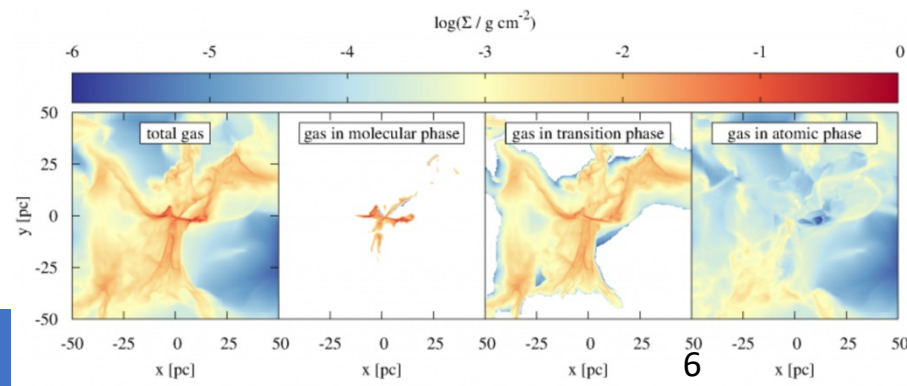 log(Σ / g cm⁻²)
-6 -5 -4 -3 -2 -1 0
total gas gas in molecular phase gas in transition phase gas in atomic phase
50
25
0
-25
-50
y [pc]
-50 -25 0 25 -50 -25 0 25 -50 -25 0 25 -50 -25 0 25 50
x [pc] x [pc] x [pc] x [pc]
6